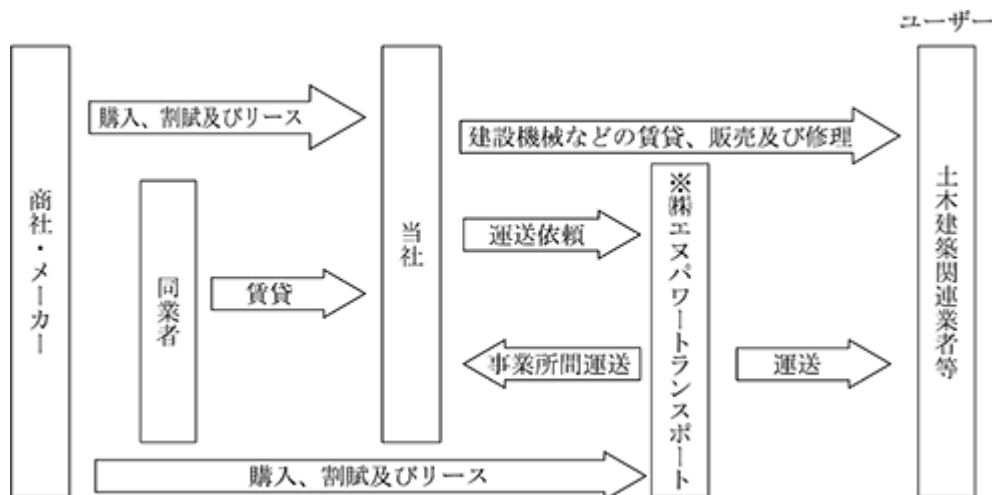 ユーザー
商社・メーカー
購入、割賦及びリース
同業者
賃貸
当社
建設機械などの賃貸、販売及び修理
運送依頼
事業所間運送
※㈱エヌパワートランスポート
運送
土木建築関連業者等
購入、割賦及びリース